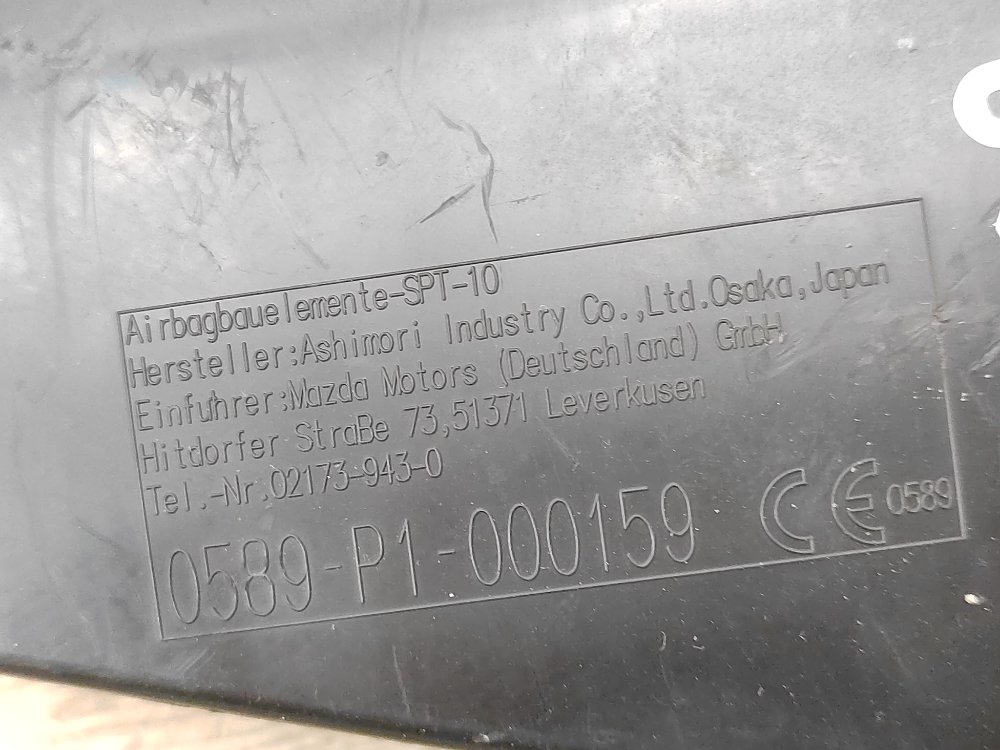 Airbagbauelemente-SPT-10
Hersteller:Ashimori Industry Co.,Ltd.Osaka,Japan
Einfuhrer:Mazda Motors (Deutschland) GmbH
Hitdorfer StraBe 73,51371 Leverkusen
Tel.-Nr.02173-943-0
0589-P1-000159 CE 0589